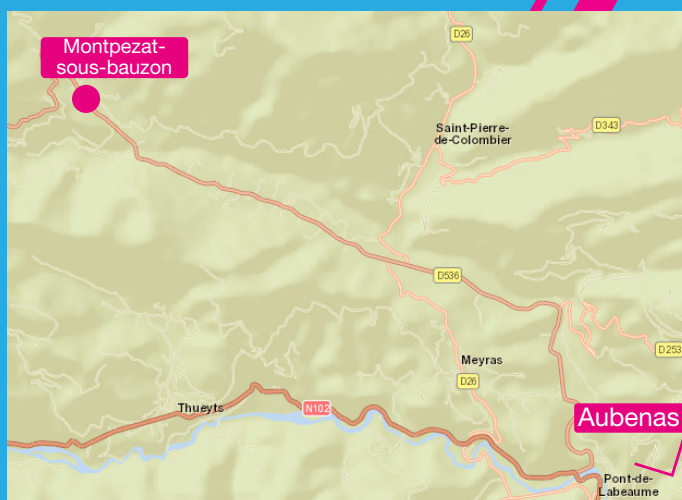 D26
Montpezat-
sous-bauzon
Saint-Pierre-
de-Colombier
D343
D536
D253
Meyras
D26
Thueyts
N102
Aubenas
Pont-de-
Labeaume